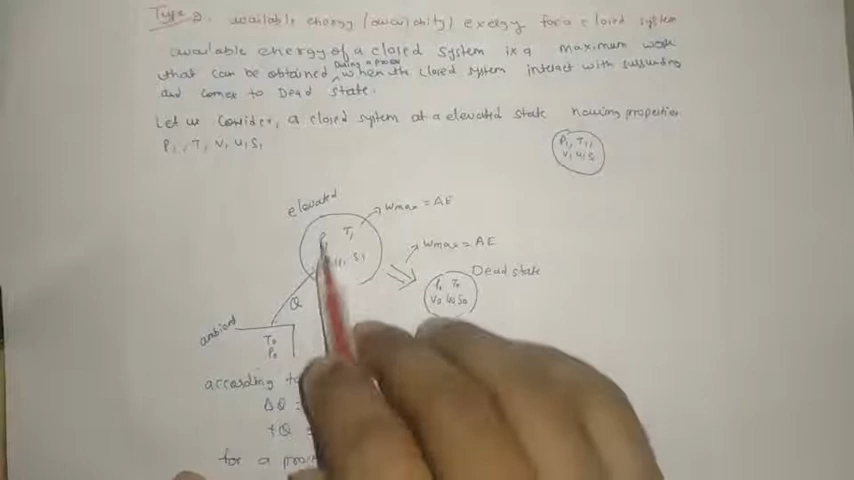 Type 2. available energy (availability) exergy for a closed system
available energy of a closed system is a maximum work
that can be obtained during a process when the closed system interact with surrounding
and comes to Dead state.
Let us consider, a closed system at a elevated state having properties
P₁, T₁ V₁ U₁ S₁
P₁, T₁,
V₁ U₁ S₁
elevated
Wmax = AE
T₁
U₁ S₁
Wmax = AE
Dead state
P₀ T₀
V₀ U₀ S₀
Q
ambient
T₀
P₀
according to
ΔQ =
+Q =
for a